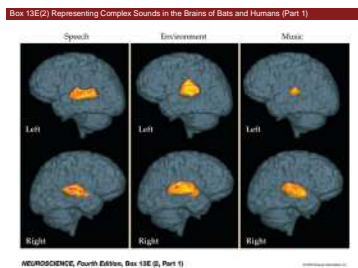 Box 13E(2) Representing Complex Sounds in the Brains of Bats and Humans (Part 1)
Speech
Environment
Music
Left
Left
Left
Right
Right
Right
NEUROSCIENCE, Fourth Edition, Box 13E (2, Part 1)